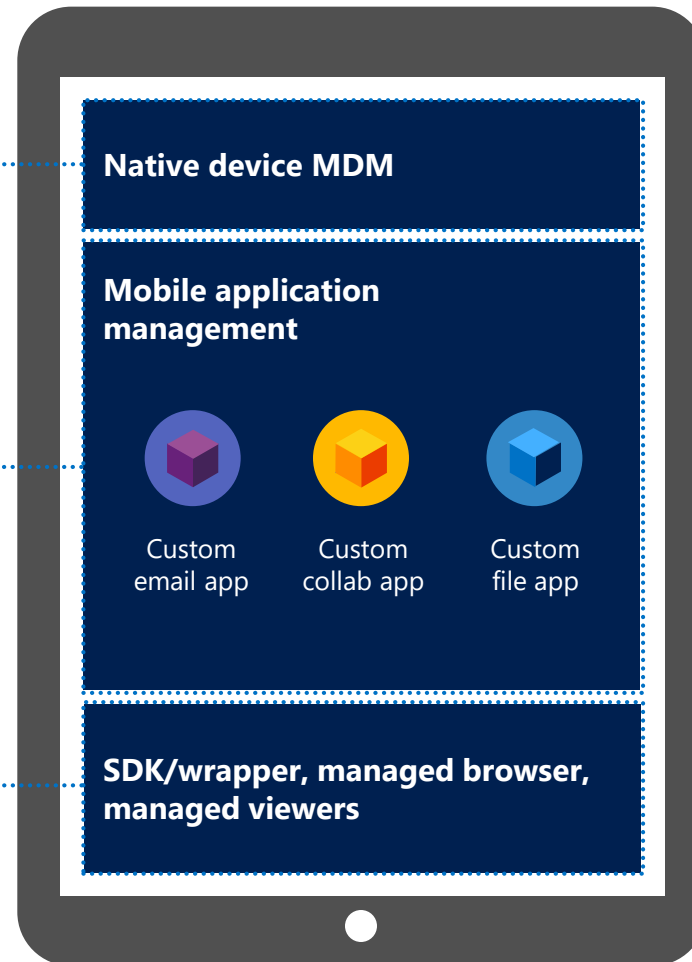 Native device MDM
Mobile application
management
Custom
email app
Custom
collab app
Custom
file app
SDK/wrapper, managed browser,
managed viewers